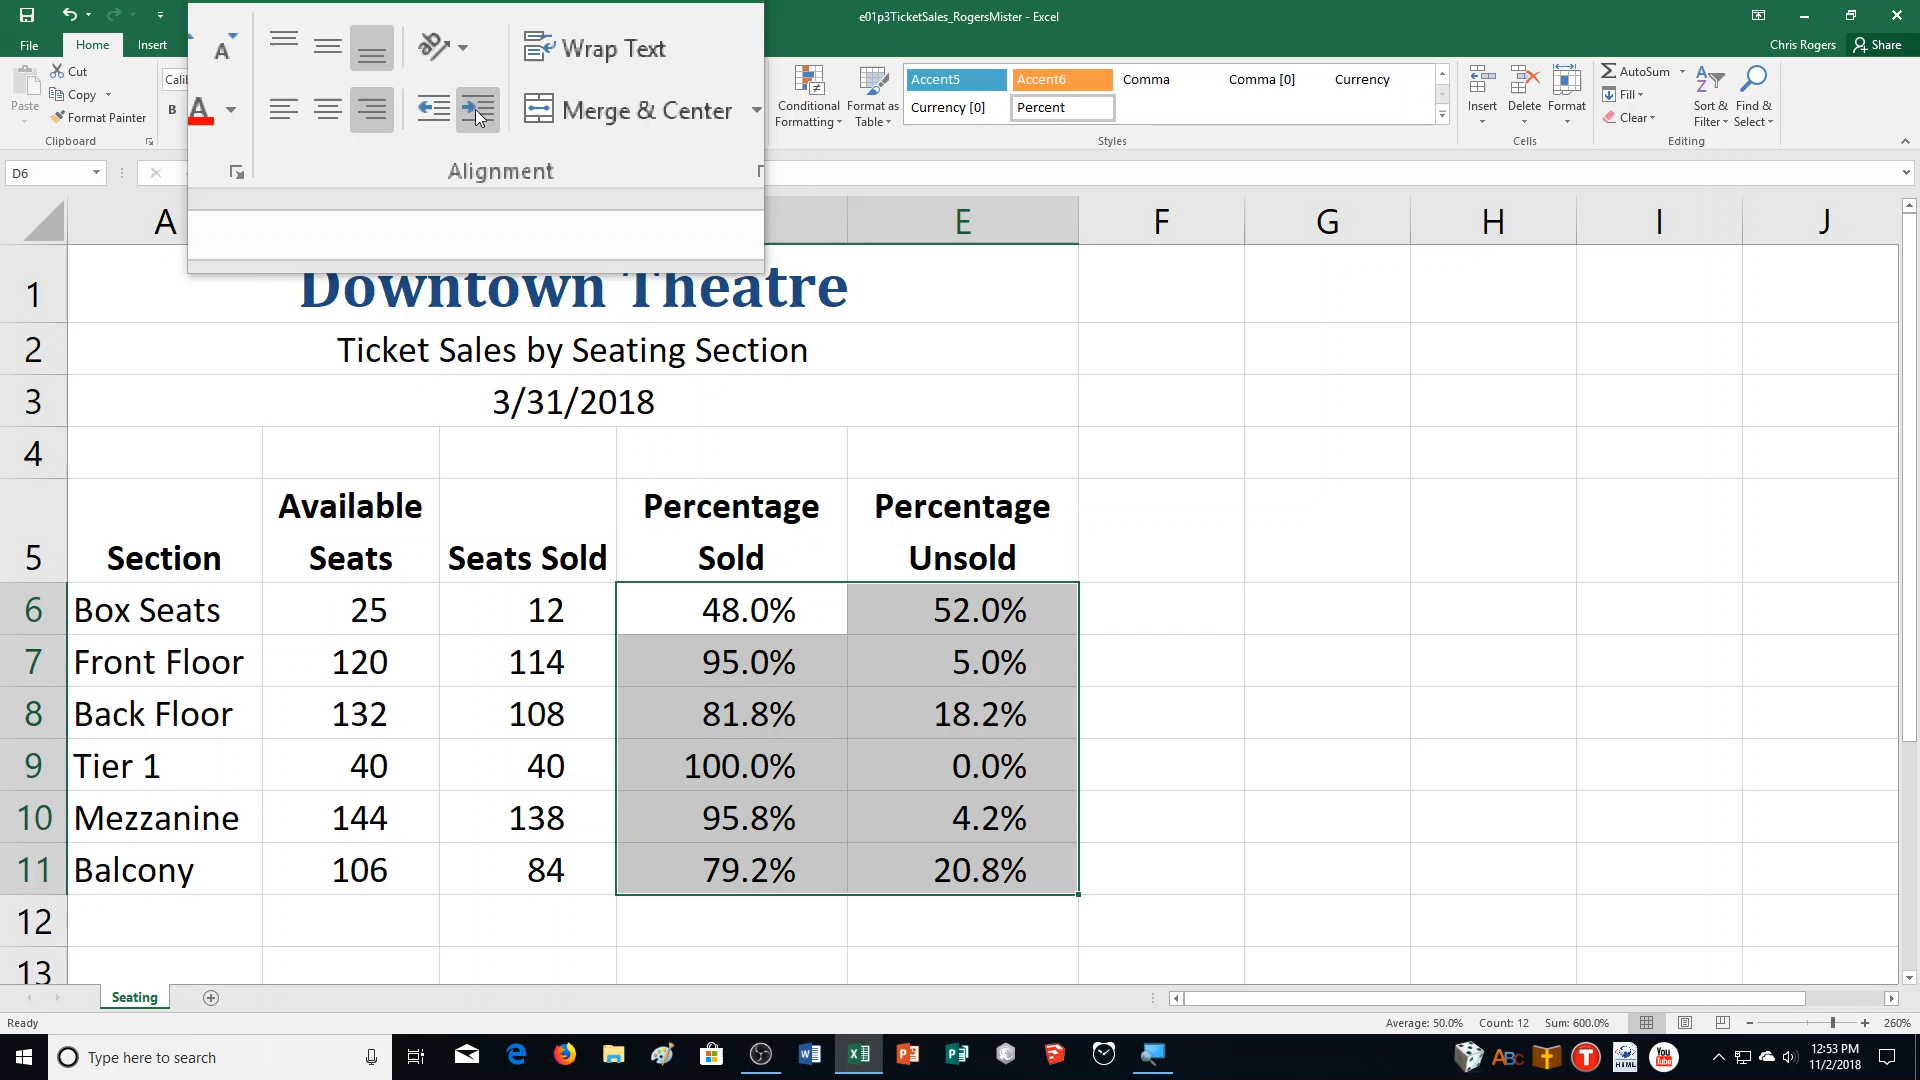 e01p3TicketSales_RogersMister - Excel
File Home Insert Chris Rogers Share
Paste Cut Copy Format Painter Clipboard
Cali
B A A
Wrap Text
Merge & Center
Alignment
Conditional Formatting
Format as Table
Accent5 Accent6 Comma Comma [0] Currency
Currency [0] Percent
Styles
Insert Delete Format
Cells
AutoSum
Fill
Clear
Sort & Filter
Find & Select
Editing
D6
A E F G H I J
1 Downtown Theatre
2 Ticket Sales by Seating Section
3 3/31/2018
4
5 Section Available Seats Seats Sold Percentage Sold Percentage Unsold
6 Box Seats 25 12 48.0% 52.0%
7 Front Floor 120 114 95.0% 5.0%
8 Back Floor 132 108 81.8% 18.2%
9 Tier 1 40 40 100.0% 0.0%
10 Mezzanine 144 138 95.8% 4.2%
11 Balcony 106 84 79.2% 20.8%
12
13
Seating
Ready Average: 50.0% Count: 12 Sum: 600.0% 260%
Type here to search
12:53 PM
11/2/2018